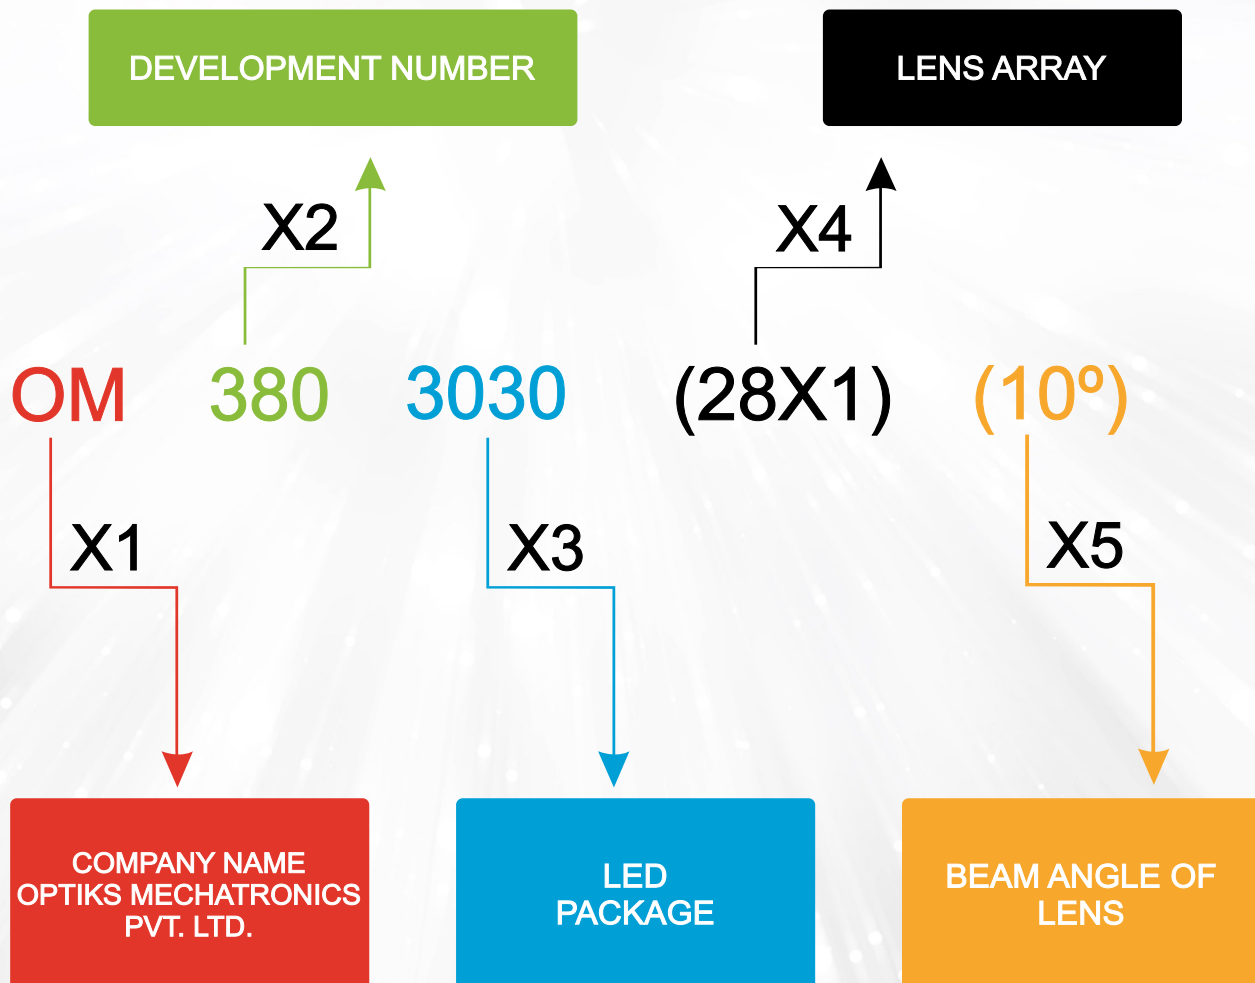 DEVELOPMENT NUMBER
LENS ARRAY
X2
X4
OM 380 3030 (28X1) (10º)
X1
X3
X5
COMPANY NAME
OPTIKS MECHATRONICS
PVT. LTD.
LED
PACKAGE
BEAM ANGLE OF
LENS